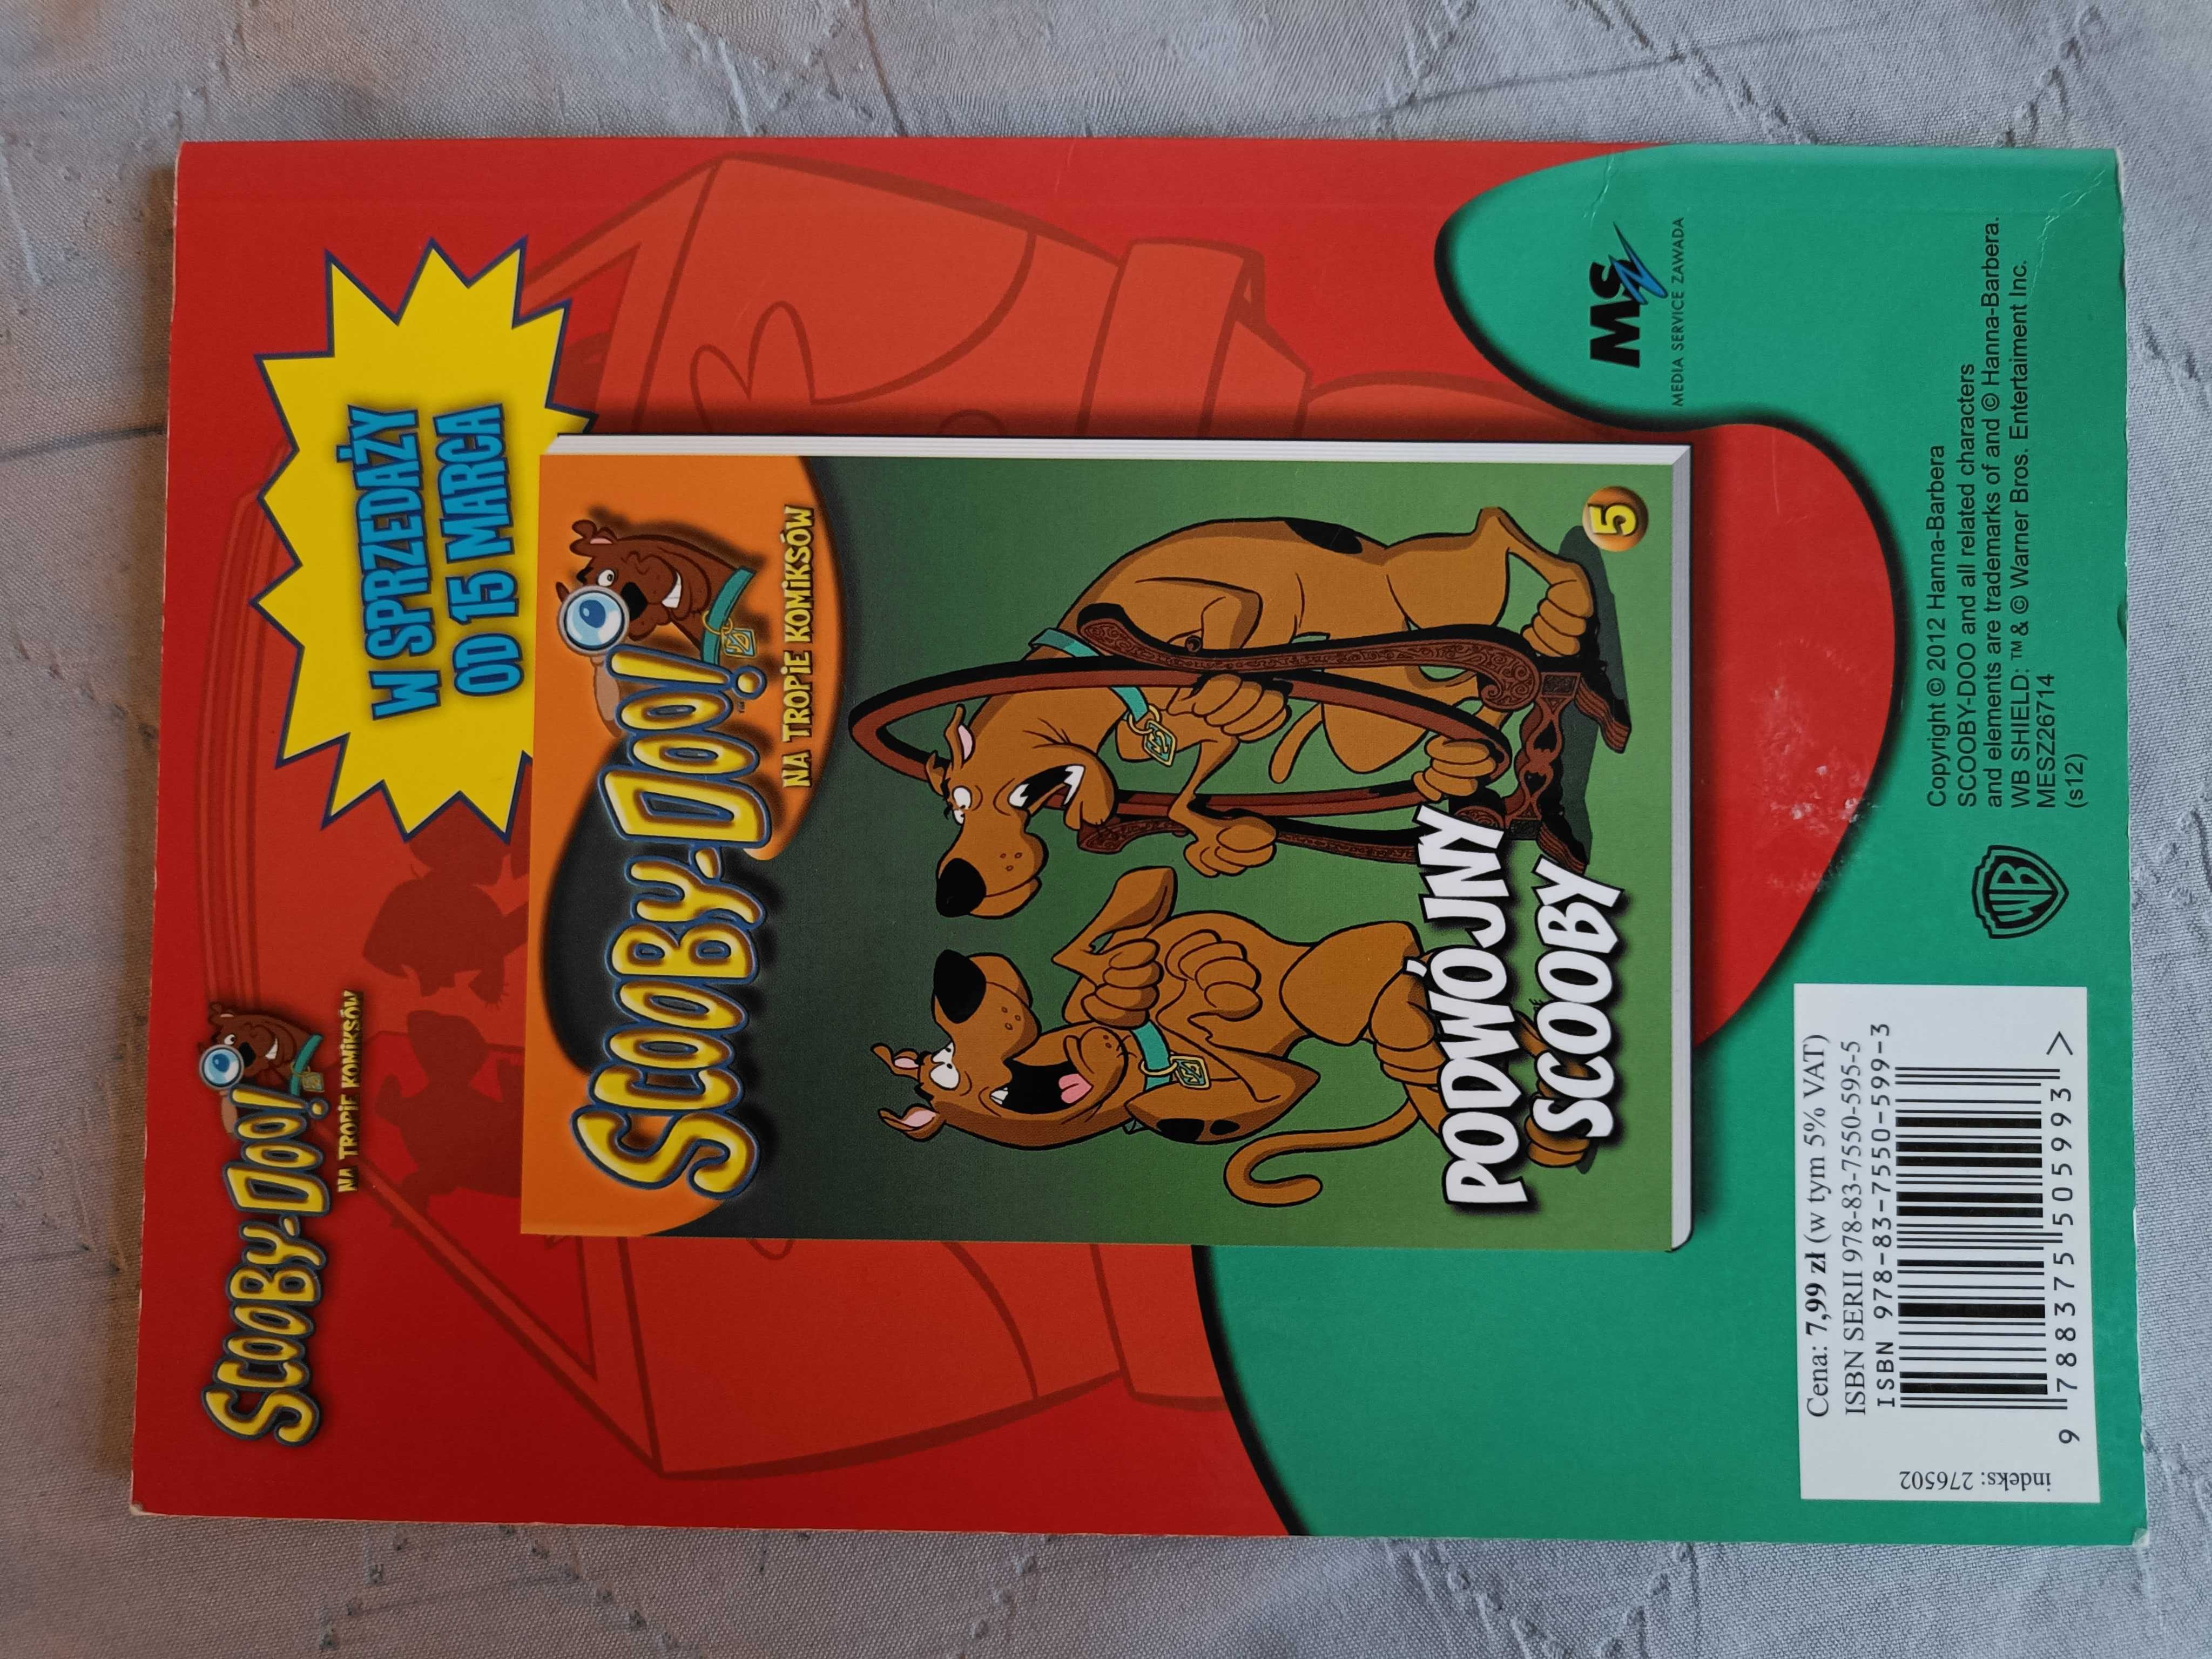 SCOOBY-DOO!
NA TROPIE KOMIKSÓW
W SPRZEDAŻY
OD 15 MARCA
SCOOBY-DOO!
TM
NA TROPIE KOMIKSÓW
PODWÓJNY
SCOOBY
5
MS
MEDIA SERVICE ZAWADA
Cena: 7,99 zł (w tym 5% VAT)
ISBN SERII 978-83-7550-595-5
ISBN 978-83-7550-599-3
9 788375 505993 >
indeks: 276502
WB
Copyright © 2012 Hanna-Barbera
SCOOBY-DOO and all related characters
and elements are trademarks of and © Hanna-Barbera.
WB SHIELD: ™ & © Warner Bros. Entertaiment Inc.
MESZ26714
(s12)